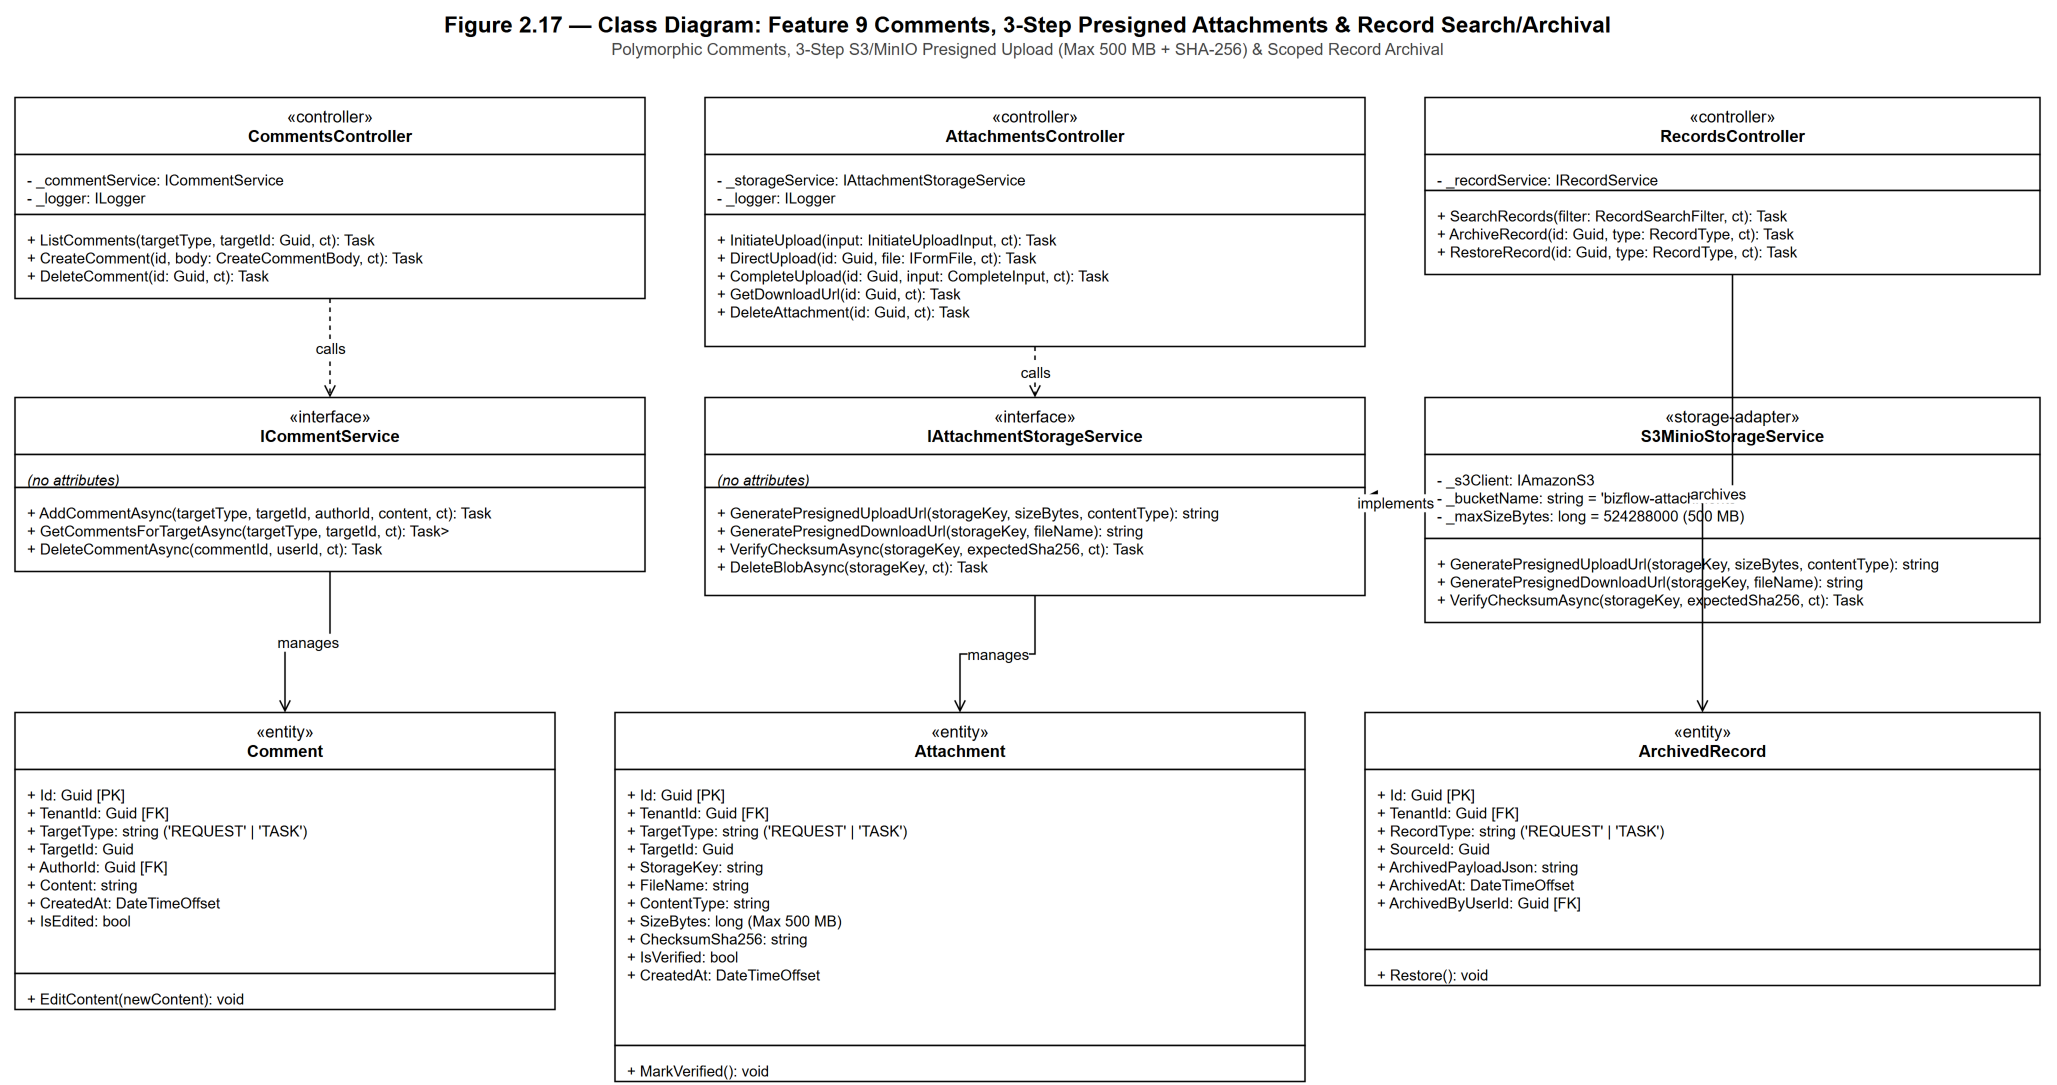 Figure 2.17 — Class Diagram: Feature 9 Comments, 3-Step Presigned Attachments & Record Search/Archival
Polymorphic Comments, 3-Step S3/MinIO Presigned Upload (Max 500 MB + SHA-256) & Scoped Record Archival
«controller»
CommentsController
- _commentService: ICommentService
- _logger: ILogger
+ ListComments(targetType, targetId: Guid, ct): Task
+ CreateComment(id, body: CreateCommentBody, ct): Task
+ DeleteComment(id: Guid, ct): Task
«controller»
AttachmentsController
- _storageService: IAttachmentStorageService
- _logger: ILogger
+ InitiateUpload(input: InitiateUploadInput, ct): Task
+ DirectUpload(id: Guid, file: IFormFile, ct): Task
+ CompleteUpload(id: Guid, input: CompleteInput, ct): Task
+ GetDownloadUrl(id: Guid, ct): Task
+ DeleteAttachment(id: Guid, ct): Task
«controller»
RecordsController
- _recordService: IRecordService
+ SearchRecords(filter: RecordSearchFilter, ct): Task
+ ArchiveRecord(id: Guid, type: RecordType, ct): Task
+ RestoreRecord(id: Guid, type: RecordType, ct): Task
calls
calls
«interface»
ICommentService
(no attributes)
+ AddCommentAsync(targetType, targetId, authorId, content, ct): Task
+ GetCommentsForTargetAsync(targetType, targetId, ct): Task>
+ DeleteCommentAsync(commentId, userId, ct): Task
«interface»
IAttachmentStorageService
(no attributes)
+ GeneratePresignedUploadUrl(storageKey, sizeBytes, contentType): string
+ GeneratePresignedDownloadUrl(storageKey, fileName): string
+ VerifyChecksumAsync(storageKey, expectedSha256, ct): Task
+ DeleteBlobAsync(storageKey, ct): Task
implements
«storage-adapter»
S3MinioStorageService
- _s3Client: IAmazonS3
- _bucketName: string = 'bizflow-attac
archives
- _maxSizeBytes: long = 524288000 (500 MB)
+ GeneratePresignedUploadUrl(storageKey, sizeBytes, contentType): string
+ GeneratePresignedDownloadUrl(storageKey, fileName): string
+ VerifyChecksumAsync(storageKey, expectedSha256, ct): Task
manages
manages
«entity»
Comment
+ Id: Guid [PK]
+ TenantId: Guid [FK]
+ TargetType: string ('REQUEST' | 'TASK')
+ TargetId: Guid
+ AuthorId: Guid [FK]
+ Content: string
+ CreatedAt: DateTimeOffset
+ IsEdited: bool
+ EditContent(newContent): void
«entity»
Attachment
+ Id: Guid [PK]
+ TenantId: Guid [FK]
+ TargetType: string ('REQUEST' | 'TASK')
+ TargetId: Guid
+ StorageKey: string
+ FileName: string
+ ContentType: string
+ SizeBytes: long (Max 500 MB)
+ ChecksumSha256: string
+ IsVerified: bool
+ CreatedAt: DateTimeOffset
+ MarkVerified(): void
«entity»
ArchivedRecord
+ Id: Guid [PK]
+ TenantId: Guid [FK]
+ RecordType: string ('REQUEST' | 'TASK')
+ SourceId: Guid
+ ArchivedPayloadJson: string
+ ArchivedAt: DateTimeOffset
+ ArchivedByUserId: Guid [FK]
+ Restore(): void